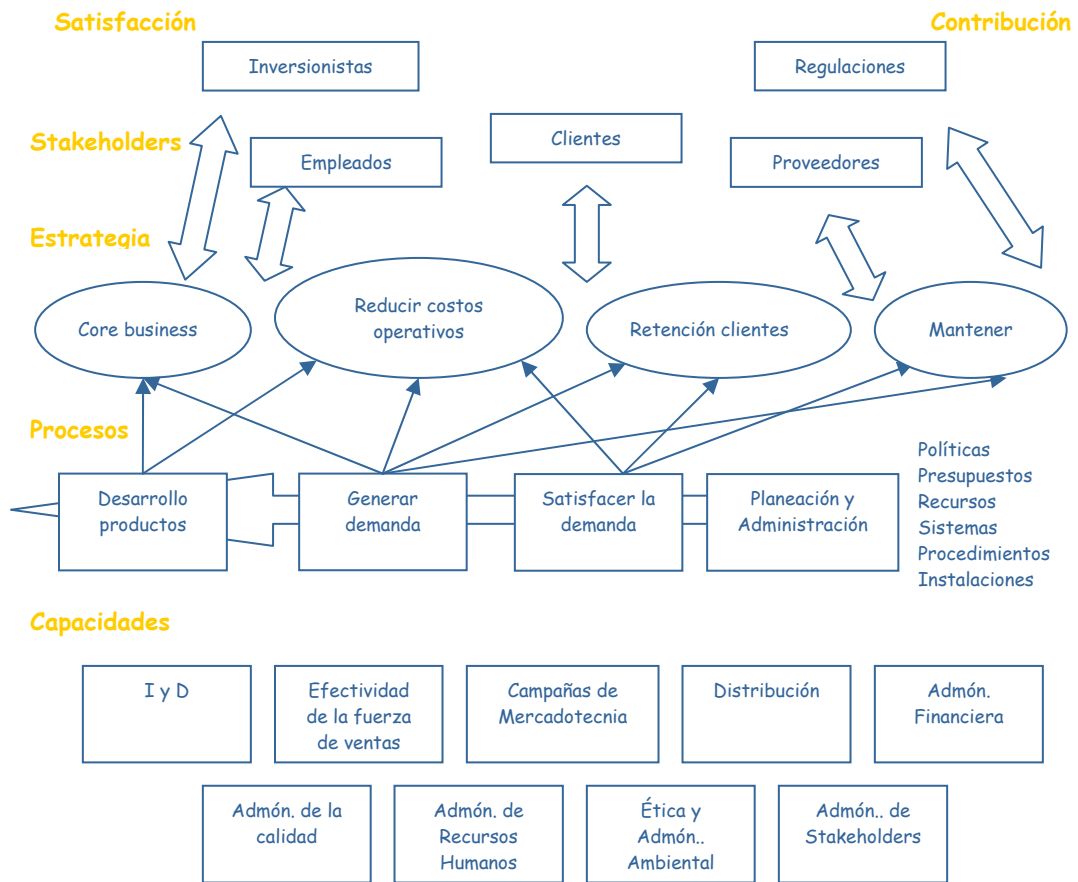 Satisfacción
Contribución
Inversionistas
Regulaciones
Stakeholders
Empleados
Clientes
Proveedores
Estrategia
Core business
Reducir costos
operativos
Retención clientes
Mantener
Procesos
Desarrollo
productos
Generar
demanda
Satisfacer la
demanda
Planeación y
Administración
Políticas
Presupuestos
Recursos
Sistemas
Procedimientos
Instalaciones
Capacidades
I y D
Efectividad
de la fuerza
de ventas
Campañas de
Mercadotecnia
Distribución
Admón.
Financiera
Admón. de la
calidad
Admón. de
Recursos
Humanos
Ética y
Admón..
Ambiental
Admón.. de
Stakeholders